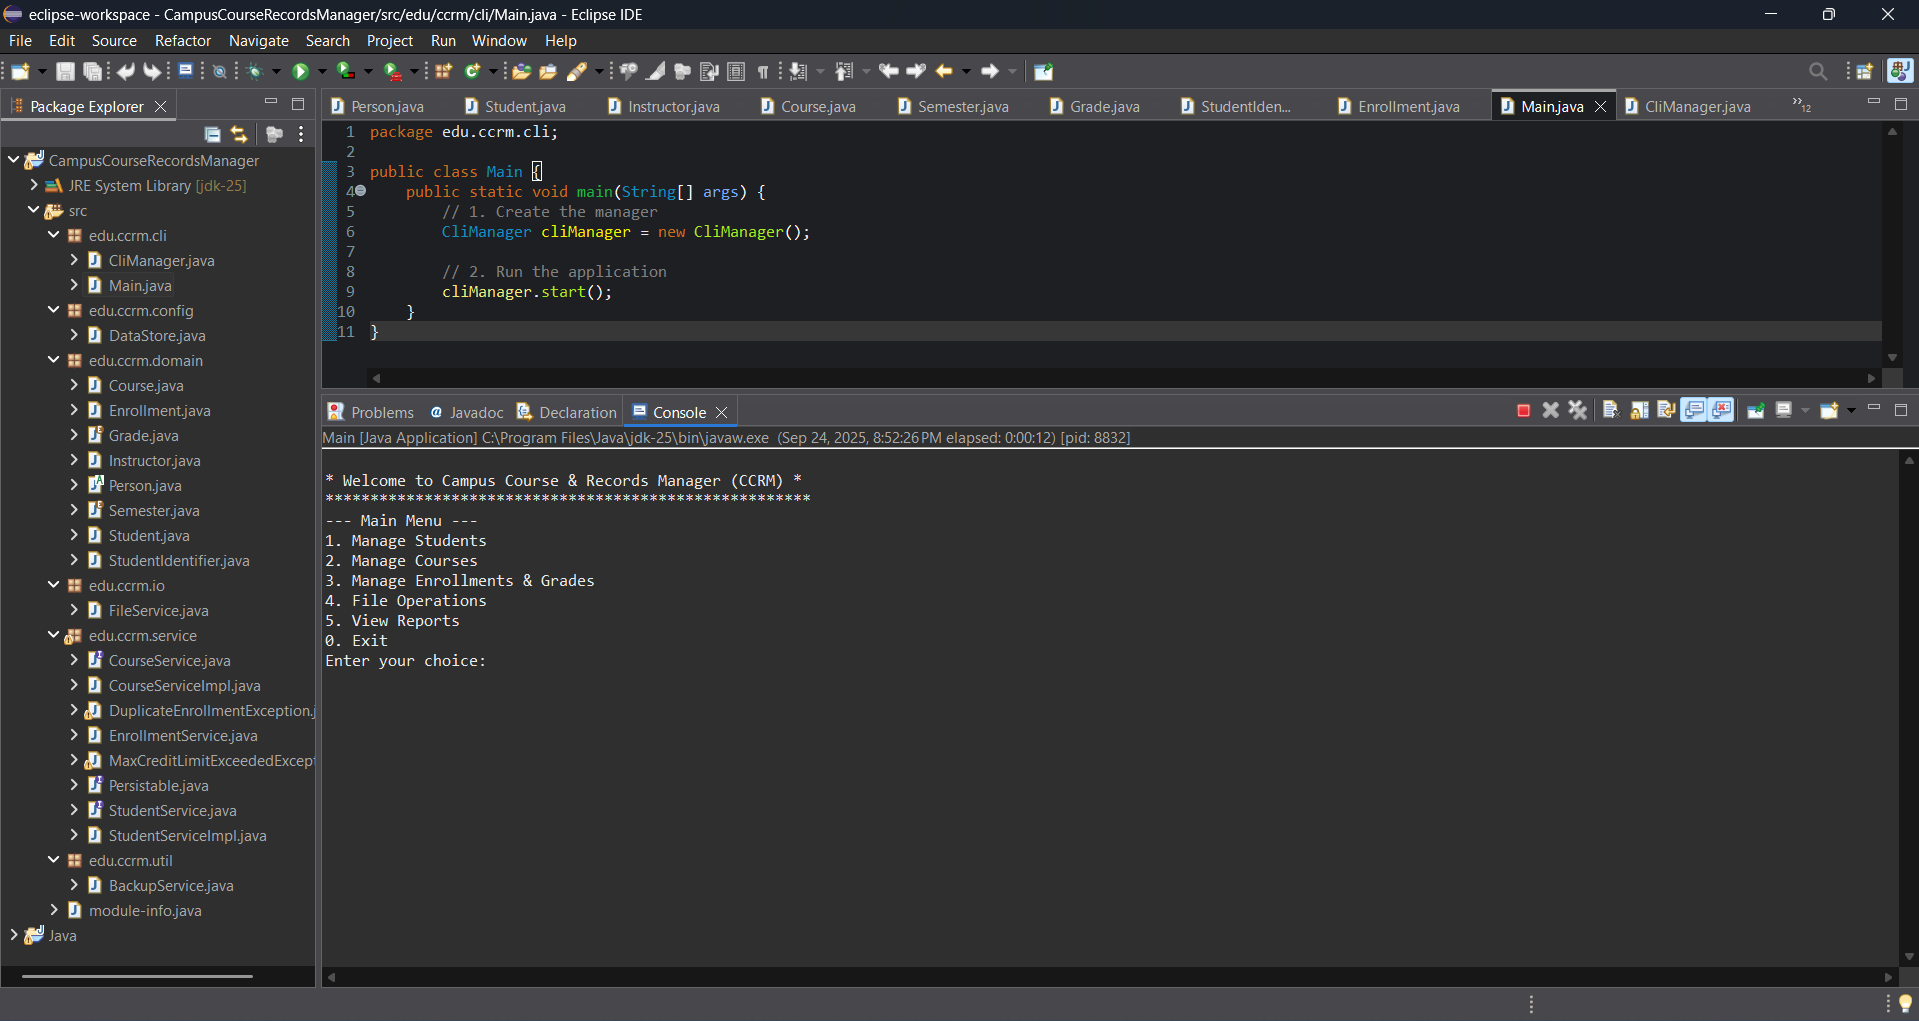 eclipse-workspace - CampusCourseRecordsManager/src/edu/ccrm/cli/Main.java - Eclipse IDE
File Edit Source Refactor Navigate Search Project Run Window Help
Package Explorer
CampusCourseRecordsManager
JRE System Library [jdk-25]
src
edu.ccrm.cli
CliManager.java
Main.java
edu.ccrm.config
DataStore.java
edu.ccrm.domain
Course.java
Enrollment.java
Grade.java
Instructor.java
Person.java
Semester.java
Student.java
StudentIdentifier.java
edu.ccrm.io
FileService.java
edu.ccrm.service
CourseService.java
CourseServiceImpl.java
DuplicateEnrollmentException.j
EnrollmentService.java
MaxCreditLimitExceededExcept
Persistable.java
StudentService.java
StudentServiceImpl.java
edu.ccrm.util
BackupService.java
module-info.java
Java
Person.java Student.java Instructor.java Course.java Semester.java Grade.java StudentIden... Enrollment.java Main.java CliManager.java »12
1 package edu.ccrm.cli;
2
3 public class Main {
4 public static void main(String[] args) {
5 // 1. Create the manager
6 CliManager cliManager = new CliManager();
7
8 // 2. Run the application
9 cliManager.start();
10 }
11 }
Problems @ Javadoc Declaration Console
Main [Java Application] C:\Program Files\Java\jdk-25\bin\javaw.exe (Sep 24, 2025, 8:52:26 PM elapsed: 0:00:12) [pid: 8832]
* Welcome to Campus Course & Records Manager (CCRM) *
******************************************************
--- Main Menu ---
1. Manage Students
2. Manage Courses
3. Manage Enrollments & Grades
4. File Operations
5. View Reports
0. Exit
Enter your choice: